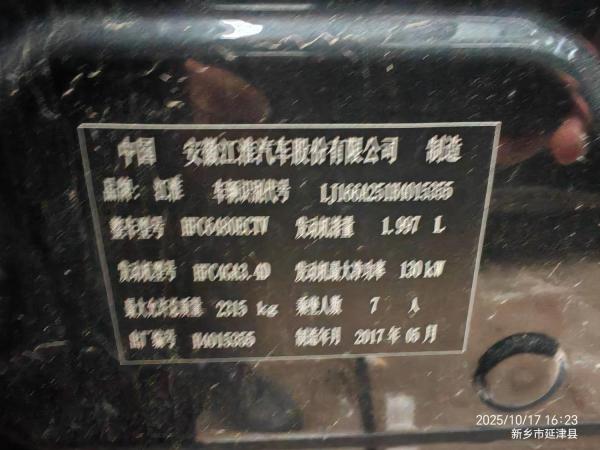 中国 安徽江淮汽车股份有限公司 制造
品牌： 江淮 车辆识别代号
整车型号 HFC6480ECTV 发动机排量 1.997 L
发动机型号 HFC4GA3.4D 发动机最大净功率 130 kW
最大允许总质量 2315 kg 乘坐人数 7 人
出厂编号 H4015355 制造年月 2017 年 05 月
2025/10/17 16:23
新乡市延津县